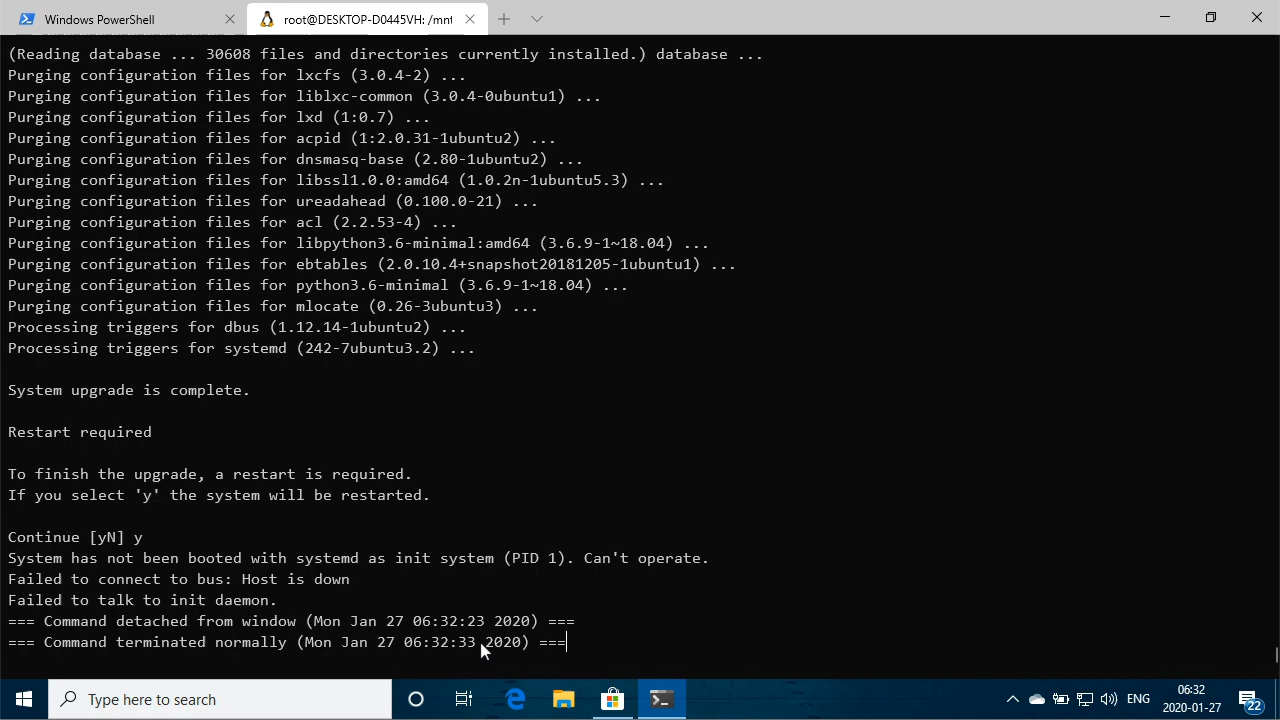 Windows PowerShell
root@DESKTOP-D0445VH: /mnt
(Reading database ... 30608 files and directories currently installed.) database ...
Purging configuration files for lxcfs (3.0.4-2) ...
Purging configuration files for liblxc-common (3.0.4-0ubuntu1) ...
Purging configuration files for lxd (1:0.7) ...
Purging configuration files for acpid (1:2.0.31-1ubuntu2) ...
Purging configuration files for dnsmasq-base (2.80-1ubuntu2) ...
Purging configuration files for libssl1.0.0:amd64 (1.0.2n-1ubuntu5.3) ...
Purging configuration files for ureadahead (0.100.0-21) ...
Purging configuration files for acl (2.2.53-4) ...
Purging configuration files for libpython3.6-minimal:amd64 (3.6.9-1~18.04) ...
Purging configuration files for ebtables (2.0.10.4+snapshot20181205-1ubuntu1) ...
Purging configuration files for python3.6-minimal (3.6.9-1~18.04) ...
Purging configuration files for mlocate (0.26-3ubuntu3) ...
Processing triggers for dbus (1.12.14-1ubuntu2) ...
Processing triggers for systemd (242-7ubuntu3.2) ...
System upgrade is complete.
Restart required
To finish the upgrade, a restart is required.
If you select 'y' the system will be restarted.
Continue [yN] y
System has not been booted with systemd as init system (PID 1). Can't operate.
Failed to connect to bus: Host is down
Failed to talk to init daemon.
=== Command detached from window (Mon Jan 27 06:32:23 2020) ===
=== Command terminated normally (Mon Jan 27 06:32:33 2020) ===
Type here to search
ENG
06:32
2020-01-27
22